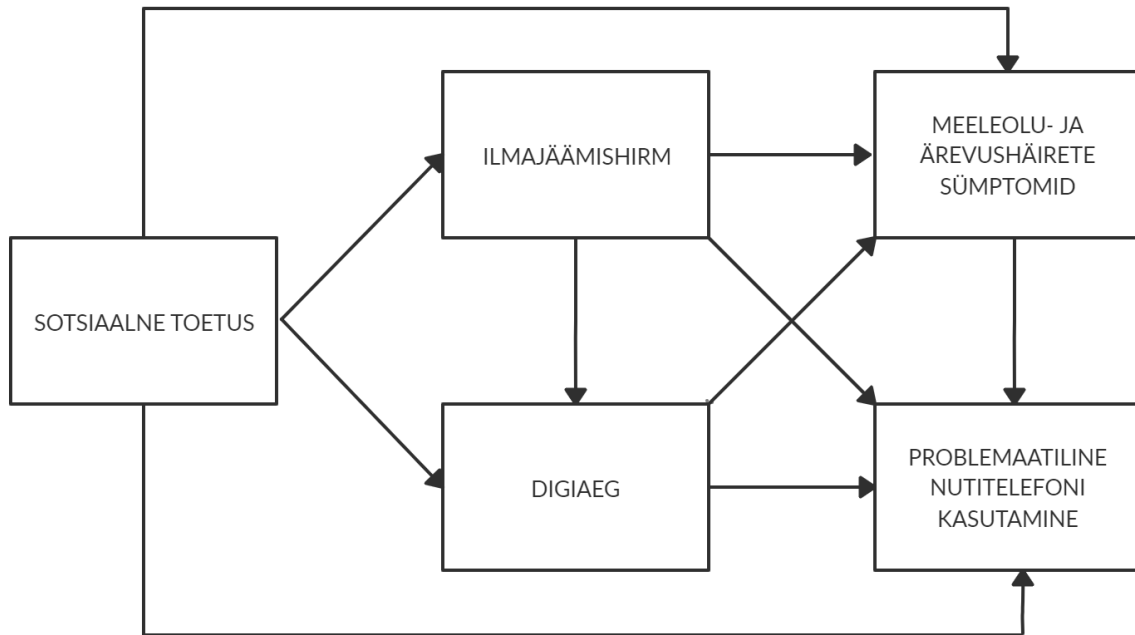 SOTSIAALNE TOETUS
ILMAJÄÄMISHIRM
DIGIAEG
MEELEOLU- JA
ÄREVUSHÄIRETE
SÜMPTOMID
PROBLEMAATILINE
NUTITELEFONI
KASUTAMINE